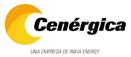 Cenérgica
UNA EMPRESA DE INKIA ENERGY